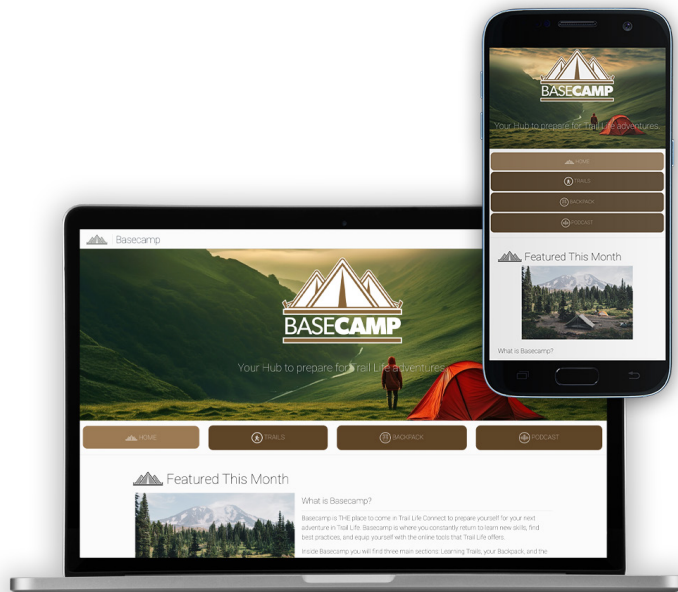 BASECAMP
Your Hub to prepare for Trail Life adventures.
HOME
TRAILS
BACKPACK
PODCAST
Featured This Month
What is Basecamp?
Basecamp
BASECAMP
Your Hub to prepare for Trail Life adventures.
HOME
TRAILS
BACKPACK
PODCAST
Featured This Month
What is Basecamp?
Basecamp is THE place to come in Trail Life Connect to prepare yourself for your next
adventure in Trail Life. Basecamp is where you constantly return to learn new skills, find
best practices, and equip yourself with the online tools that Trail Life offers.
Inside Basecamp you will find three main sections: Learning Trails, your Backpack, and the